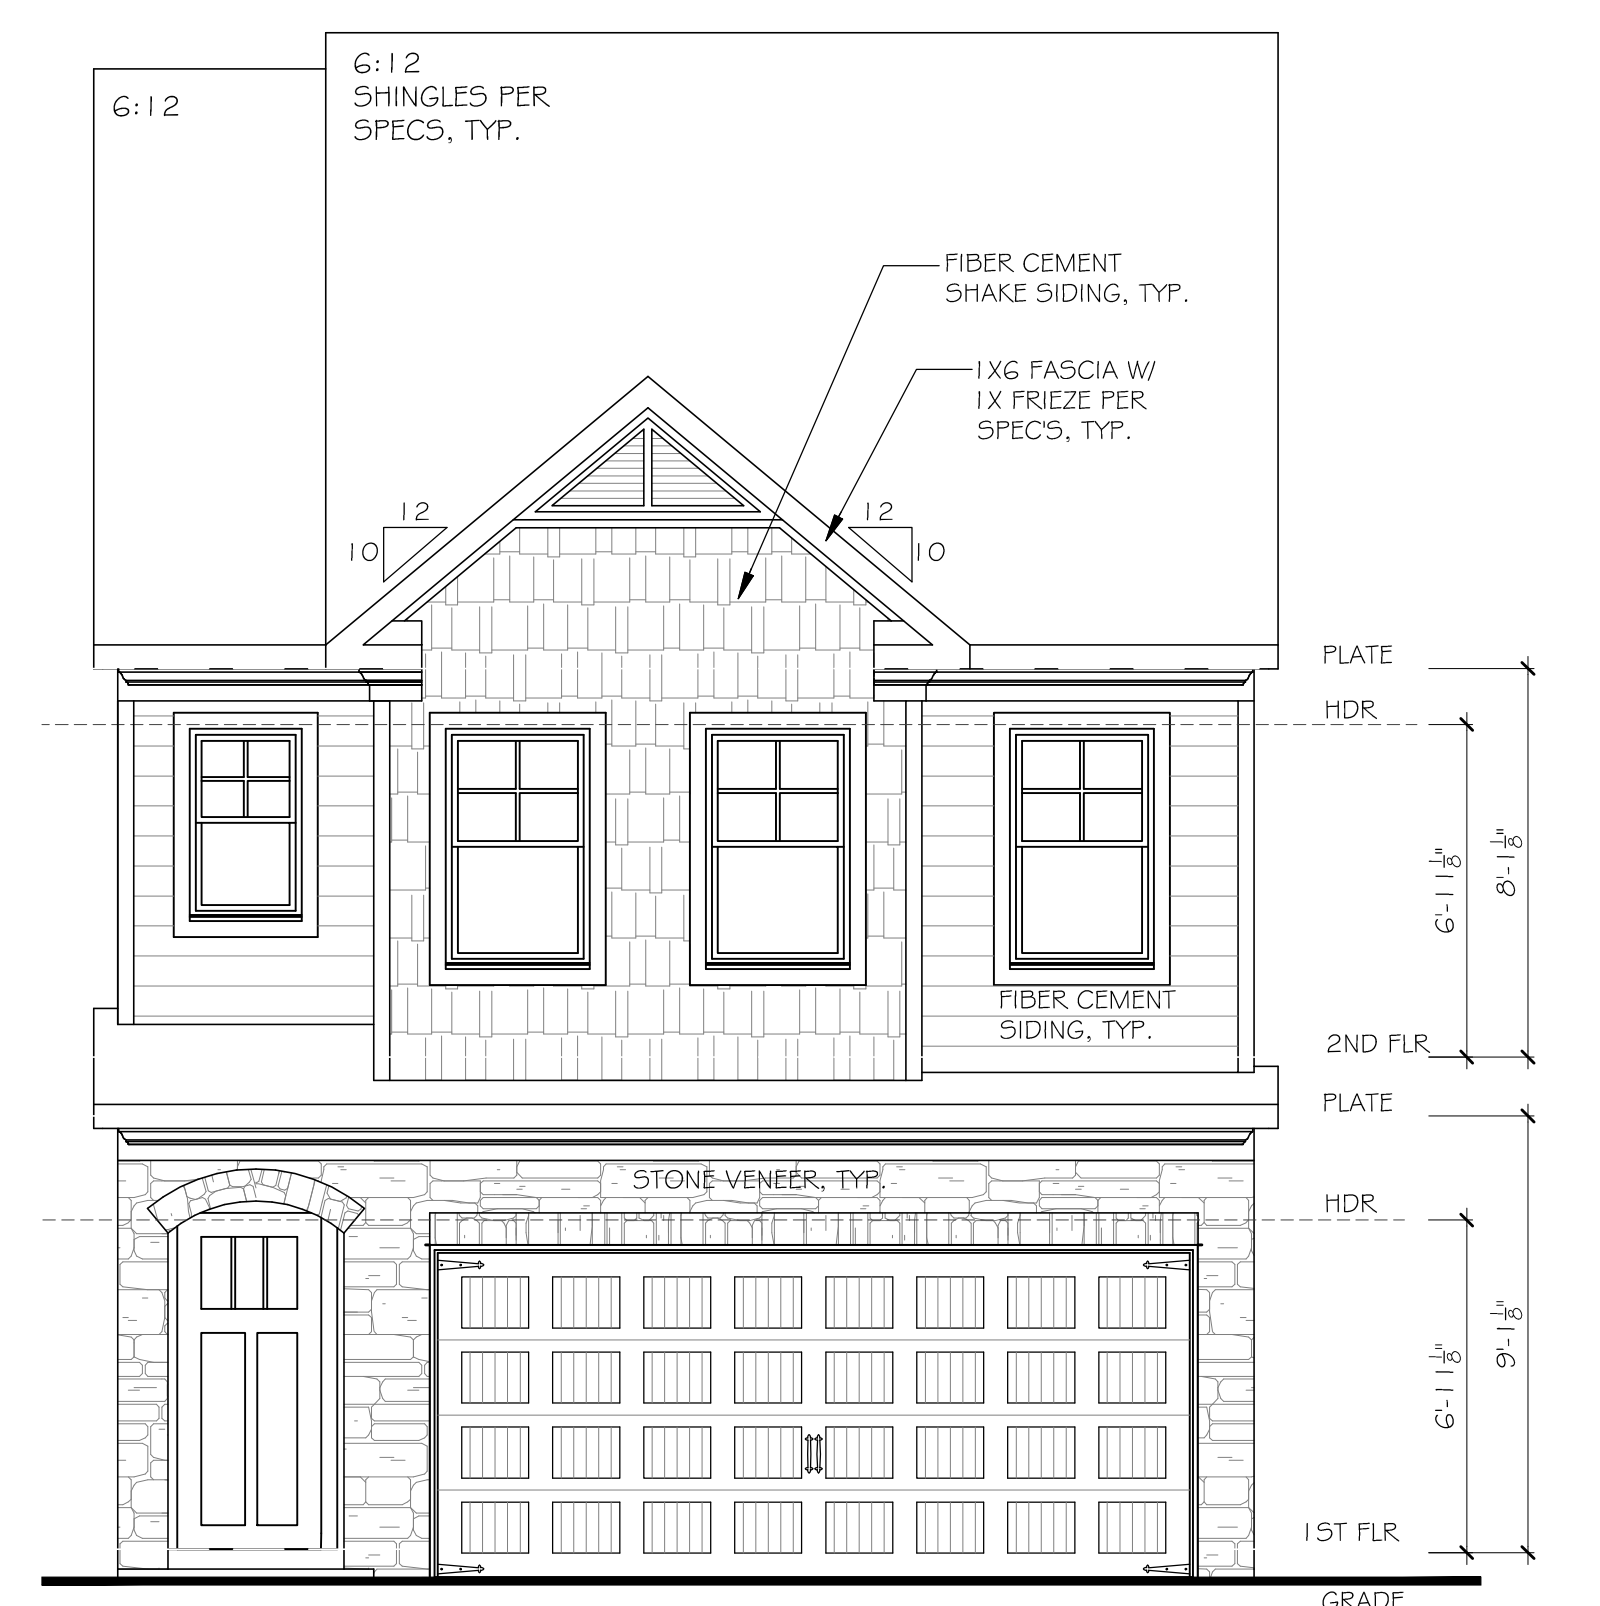 6:12
6:12
SHINGLES PER
SPECS, TYP.
FIBER CEMENT
SHAKE SIDING, TYP.
1X6 FASCIA W/
1X FRIEZE PER
SPEC'S, TYP.
12
10
12
10
PLATE
HDR
6'-11 1/8"
8'-1 1/8"
FIBER CEMENT
SIDING, TYP.
2ND FLR
PLATE
STONE VENEER, TYP.
HDR
6'-11 1/8"
9'-1 1/8"
1ST FLR
GRADE